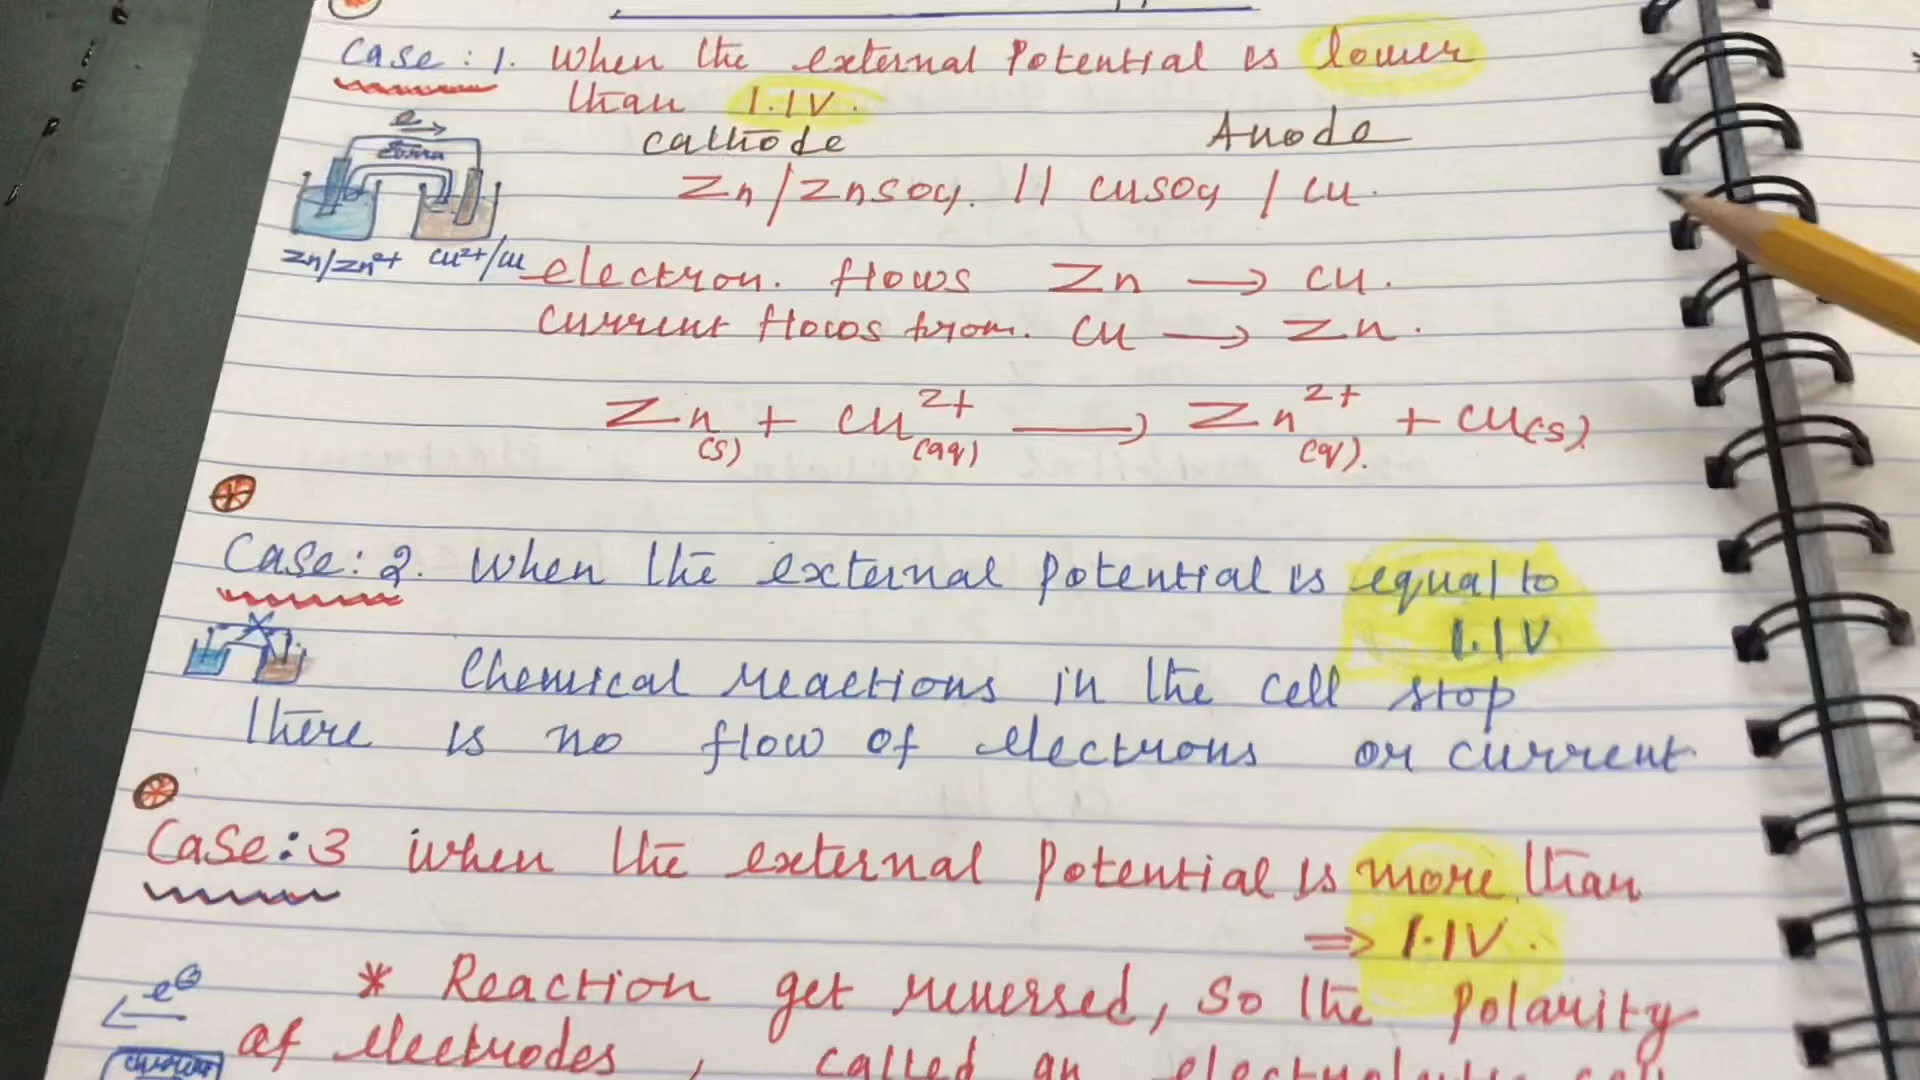 Case : 1. When the external Potential is lower
than 1.1V.
e
cathode Anode
Zn/ZnSO4. || CuSO4 / Cu.
Zn/Zn2+ Cu2+/Cu
electron. flows Zn → Cu.
current flows from. Cu → Zn.
Zn(s) + Cu2+(aq) → Zn2+(q). + Cu(s)
Case : 2. When the external Potential is equal to
1.1V
Chemical reactions in the cell stop
there is no flow of electrons or current
Case : 3 when the external Potential is more than
⇒ 1.1V.
* Reaction get reversed, so the polarity
e⊖
of electrodes, called an
current